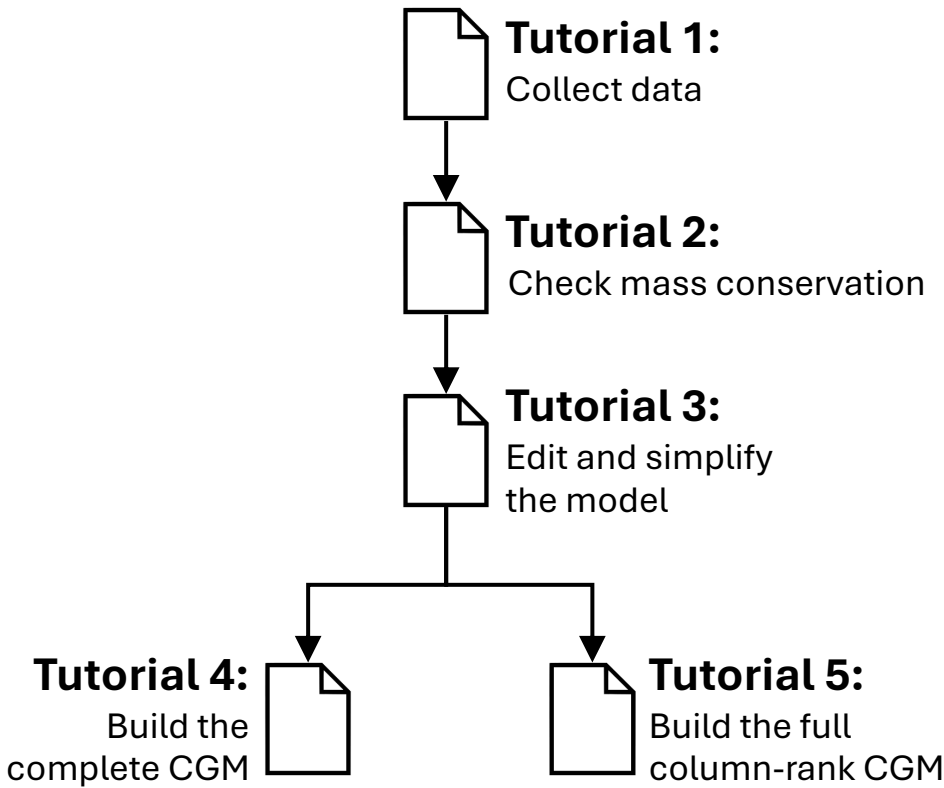 Tutorial 1:
Collect data
Tutorial 2:
Check mass conservation
Tutorial 3:
Edit and simplify
the model
Tutorial 4:
Build the
complete CGM
Tutorial 5:
Build the full
column-rank CGM